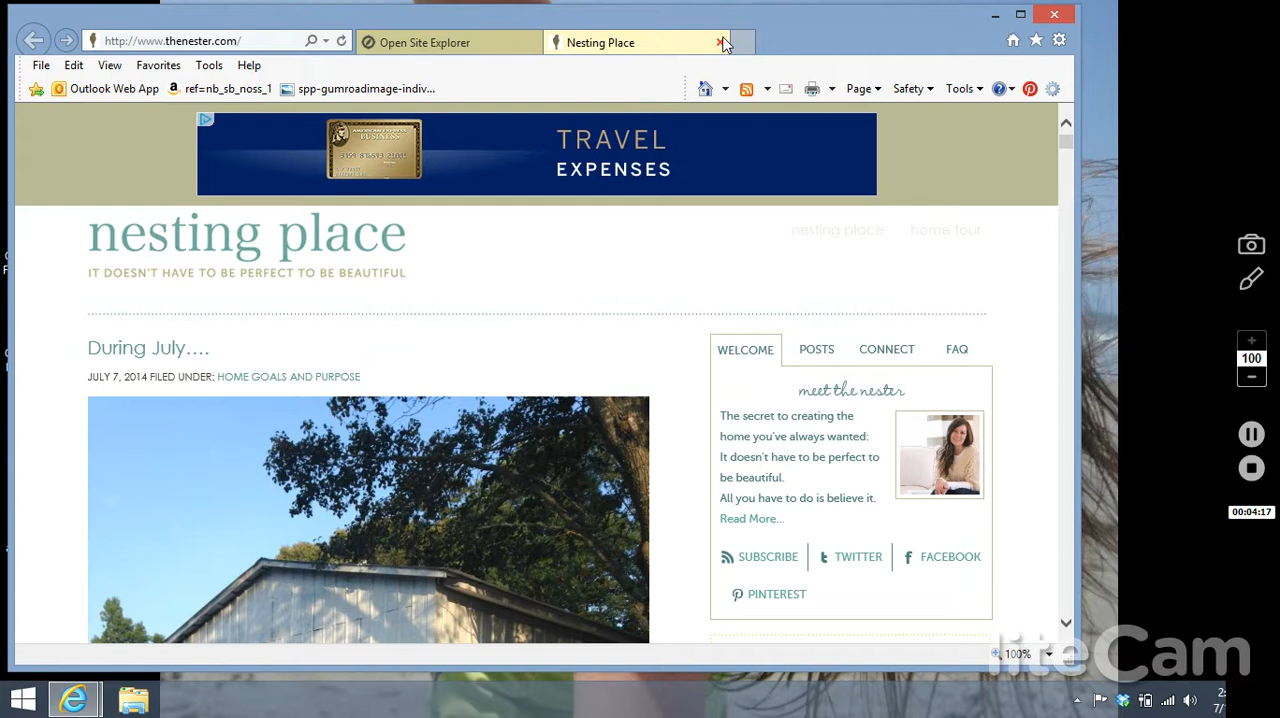 http://www.thenester.com/
Open Site Explorer
Nesting Place
File Edit View Favorites Tools Help
Outlook Web App ref=nb_sb_noss_1 spp-gumroadimage-indiv...
Page Safety Tools
TRAVEL
EXPENSES
AMERICAN EXPRESS
BUSINESS
nesting place
IT DOESN'T HAVE TO BE PERFECT TO BE BEAUTIFUL
nesting place home tour
During July....
JULY 7, 2014 FILED UNDER: HOME GOALS AND PURPOSE
WELCOME POSTS CONNECT FAQ
meet the nester
The secret to creating the
home you've always wanted:
It doesn't have to be perfect to
be beautiful.
All you have to do is believe it.
Read More...
SUBSCRIBE TWITTER FACEBOOK
PINTEREST
100%
100
00:04:17
liteCam